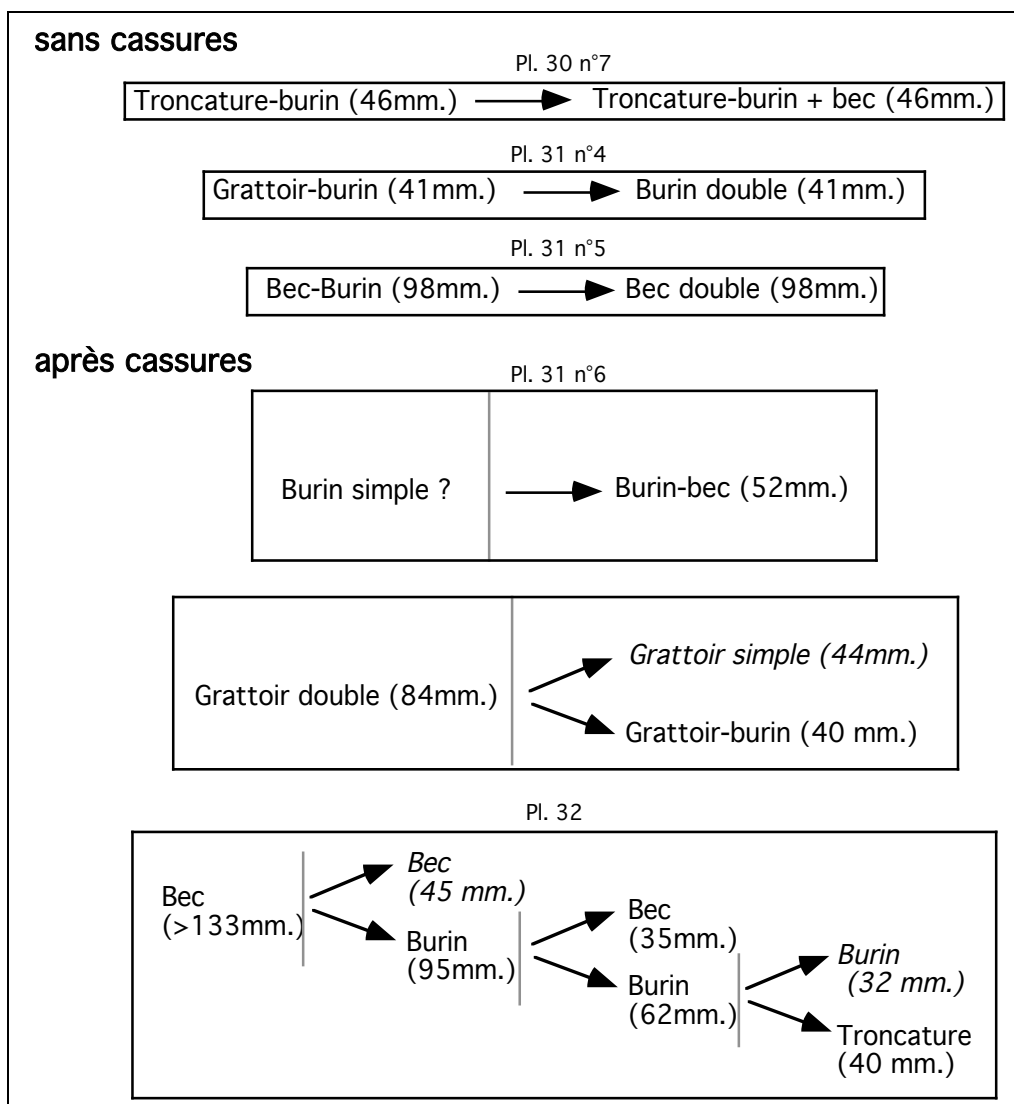 sans cassures
Pl. 30 n°7
Troncature-burin (46mm.) Troncature-burin + bec (46mm.)
Pl. 31 n°4
Grattoir-burin (41mm.) Burin double (41mm.)
Pl. 31 n°5
Bec-Burin (98mm.) Bec double (98mm.)
après cassures
Pl. 31 n°6
Burin simple ? Burin-bec (52mm.)
Grattoir double (84mm.)
Grattoir simple (44mm.)
Grattoir-burin (40 mm.)
Pl. 32
Bec
(>133mm.)
Bec
(45 mm.)
Burin
(95mm.)
Bec
(35mm.)
Burin
(62mm.)
Burin
(32 mm.)
Troncature
(40 mm.)